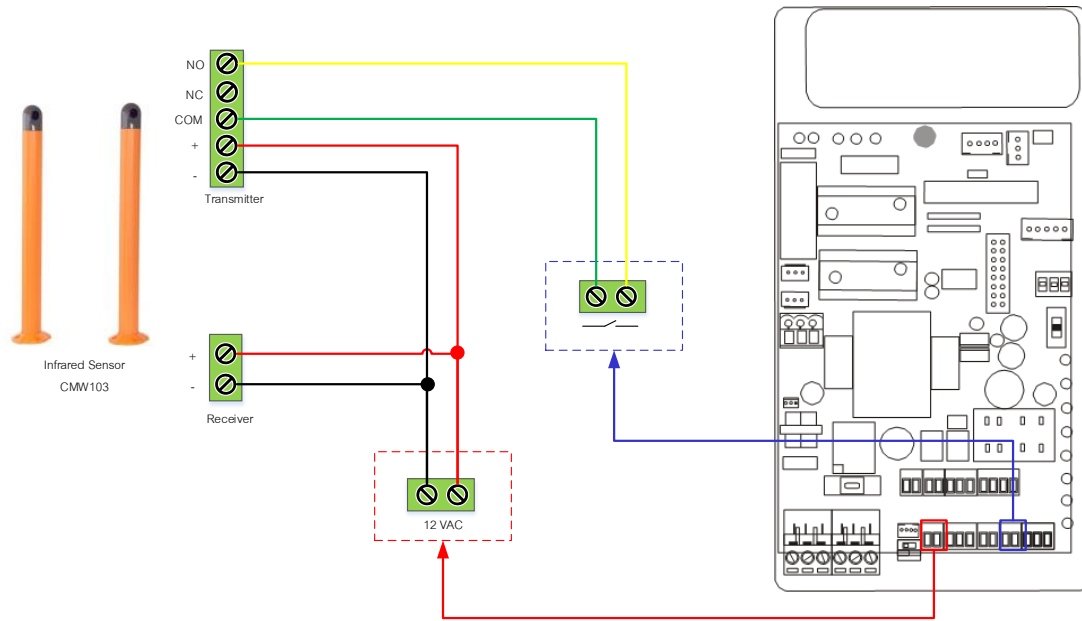 NO
NC
COM
+
-
Transmitter
+
-
Receiver
Infrared Sensor
CMW103
12 VAC